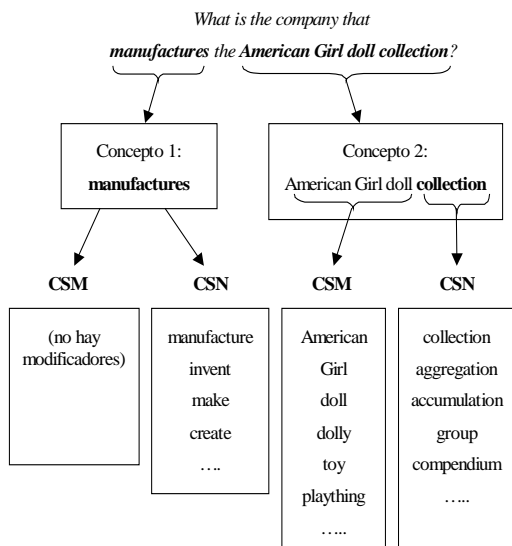 What is the company that
manufactures the American Girl doll collection?
Concepto 1:
manufactures
Concepto 2:
American Girl doll collection
CSM
CSN
CSM
CSN
(no hay
modificadores)
manufacture
invent
make
create
….
American
Girl
doll
dolly
toy
plaything
…..
collection
aggregation
accumulation
group
compendium
…..